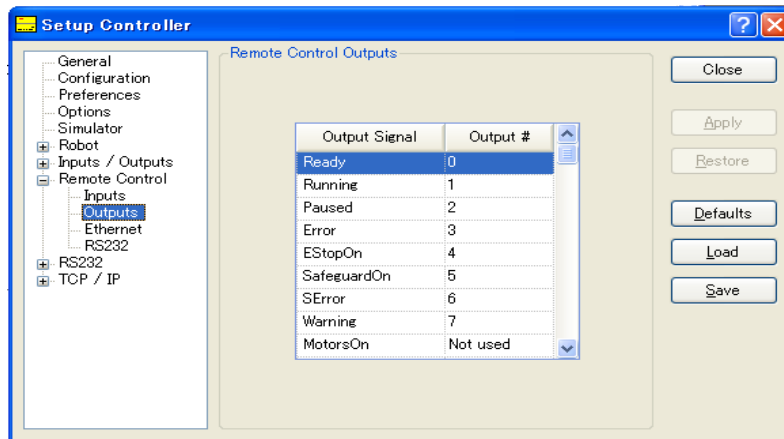 Setup Controller
General
Configuration
Preferences
Options
Simulator
Robot
Inputs / Outputs
Remote Control
Inputs
Outputs
Ethernet
RS232
RS232
TCP / IP
Remote Control Outputs
Output Signal Output #
Ready 0
Running 1
Paused 2
Error 3
EStopOn 4
SafeguardOn 5
SError 6
Warning 7
MotorsOn Not used
Close
Apply
Restore
Defaults
Load
Save